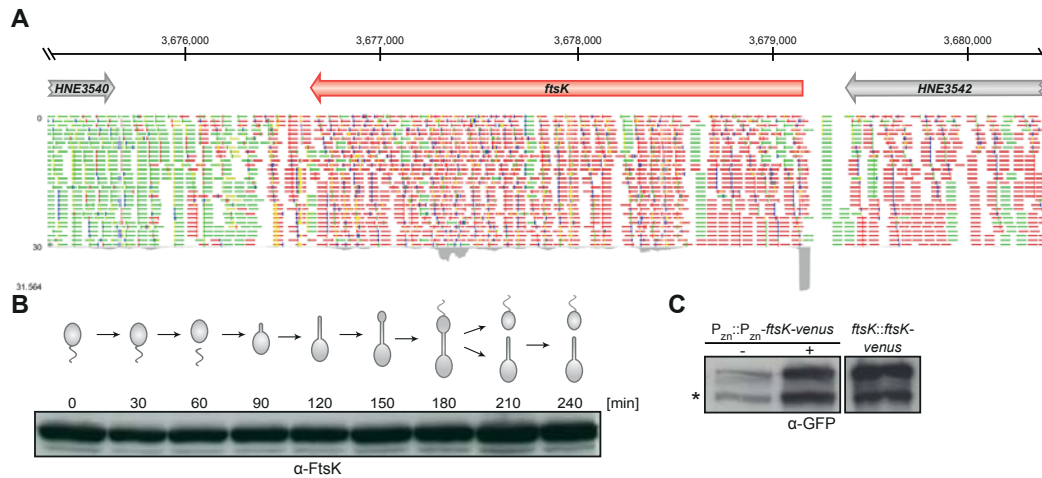 A
3,676,000 3,677,000 3,678,000 3,679,000 3,680,000
HNE3540 ftsK HNE3542
0
30
31.564
B
0 30 60 90 120 150 180 210 240 [min]
α-FtsK
C
Pzn::Pzn-ftsK-venus ftsK::ftsK-
venus
- +
*
α-GFP